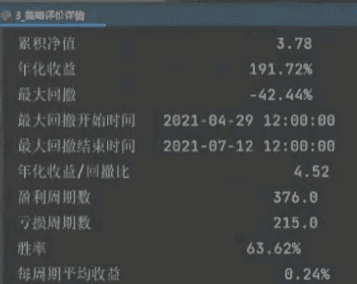 3_策略评价详情
累积净值 3.78
年化收益 191.72%
最大回撤 -42.44%
最大回撤开始时间 2021-04-29 12:00:00
最大回撤结束时间 2021-07-12 12:00:00
年化收益/回撤比 4.52
盈利周期数 376.0
亏损周期数 215.0
胜率 63.62%
每周期平均收益 0.24%